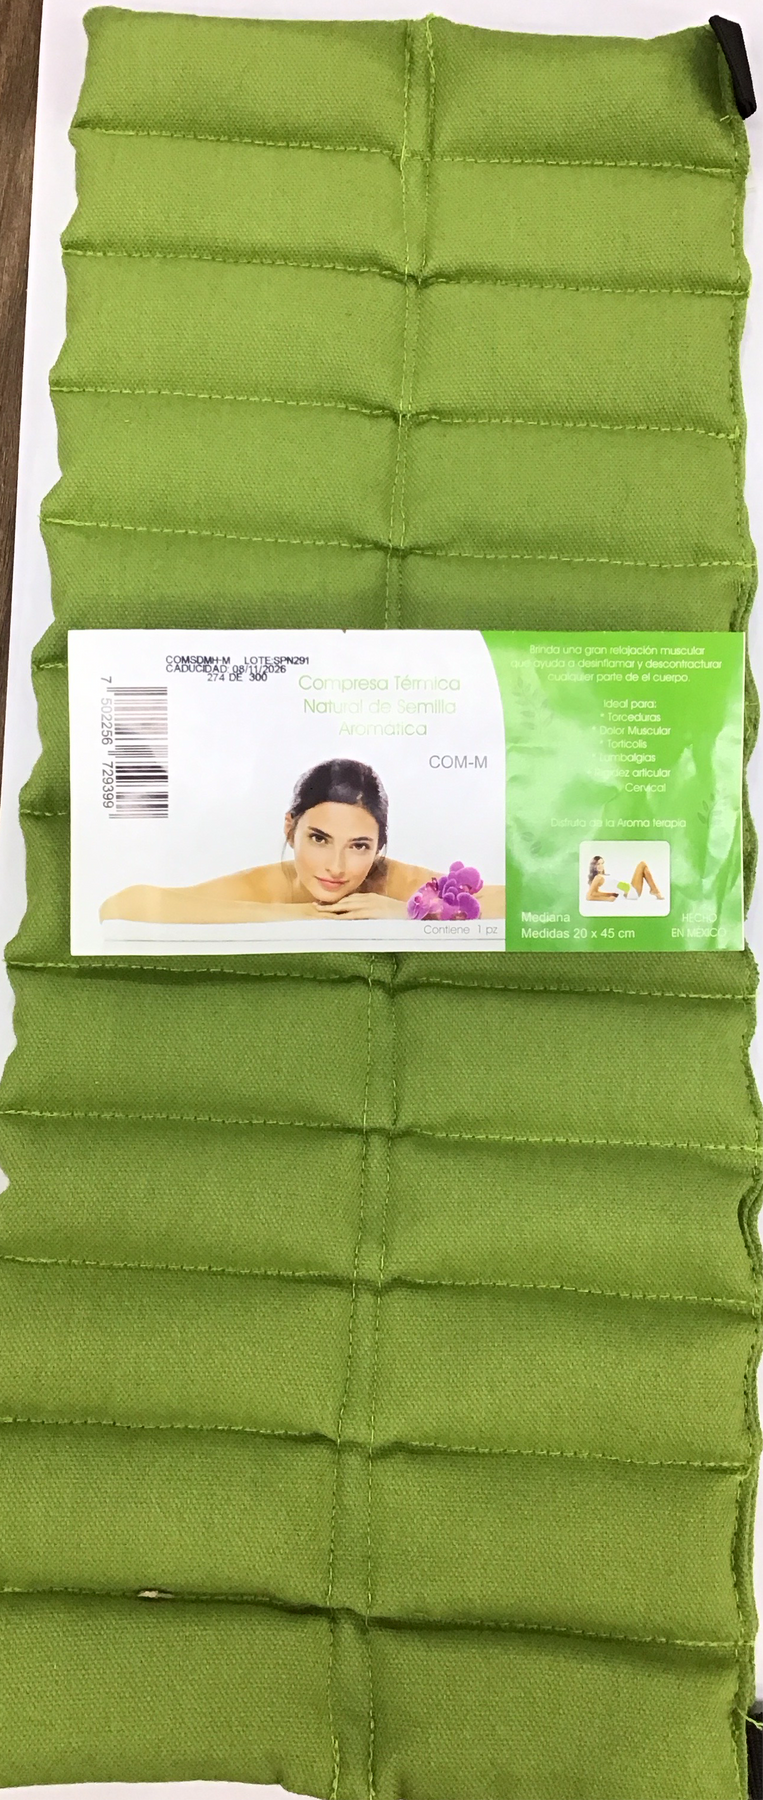 COMSDMH-M LOTE:SPN291
CADUCIDAD: 08/11/2026
274 DE 300
7 502256 729399
Compresa Térmica
Natural de Semilla
Aromática
COM-M
Contiene 1 pz
Brinda una gran relajación muscular
que ayuda a desinflamar y descontracturar
cualquier parte de el cuerpo.
Ideal para:
* Torceduras
* Dolor Muscular
* Torticolis
Lumbalgias
articular
Cervical
Disfruta de la Aroma terapia
Mediana
Medidas 20 x 45 cm
HECHO
EN MÉXICO